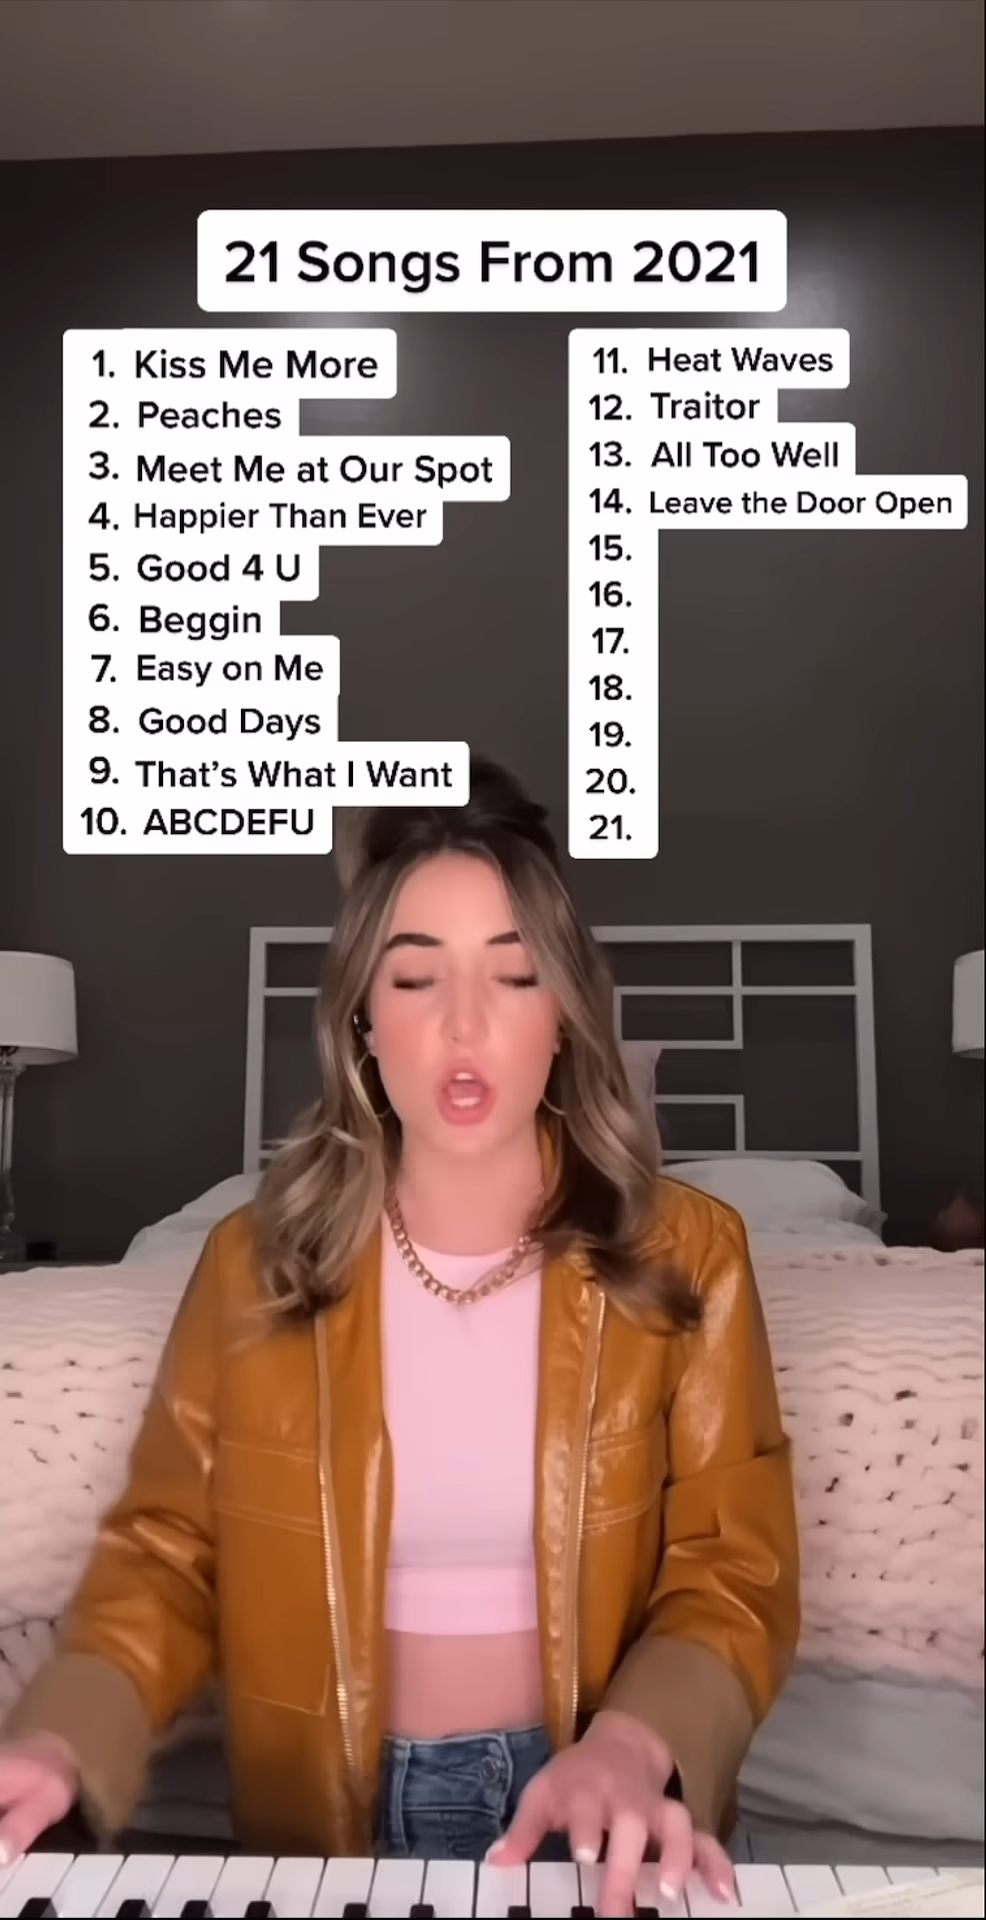 21 Songs From 2021
1. Kiss Me More
2. Peaches
3. Meet Me at Our Spot
4. Happier Than Ever
5. Good 4 U
6. Beggin
7. Easy on Me
8. Good Days
9. That's What I Want
10. ABCDEFU
11. Heat Waves
12. Traitor
13. All Too Well
14. Leave the Door Open
15.
16.
17.
18.
19.
20.
21.